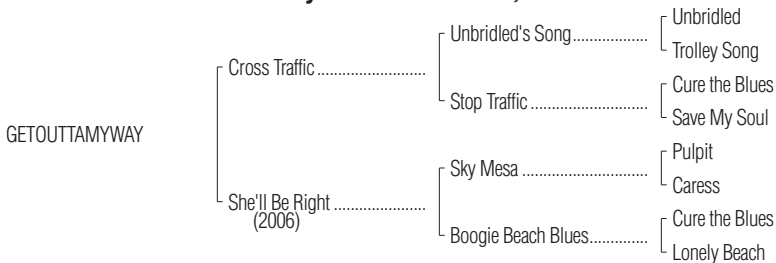 Unbridled
Unbridled's Song.................
Trolley Song
Cross Traffic..........................
Cure the Blues
Stop Traffic ............................
Save My Soul
GETOUTTAMYWAY
Pulpit
Sky Mesa ..............................
Caress
She'll Be Right ......................
(2006)
Cure the Blues
Boogie Beach Blues..............
Lonely Beach